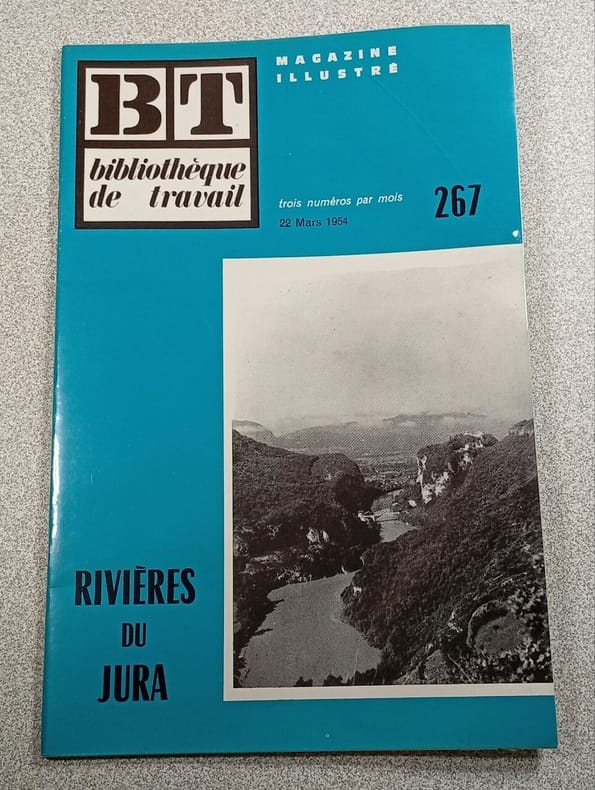 BT
bibliothèque
de travail
MAGAZINE
ILLUSTRÉ
trois numéros par mois
22 Mars 1954
267
RIVIÈRES
DU
JURA